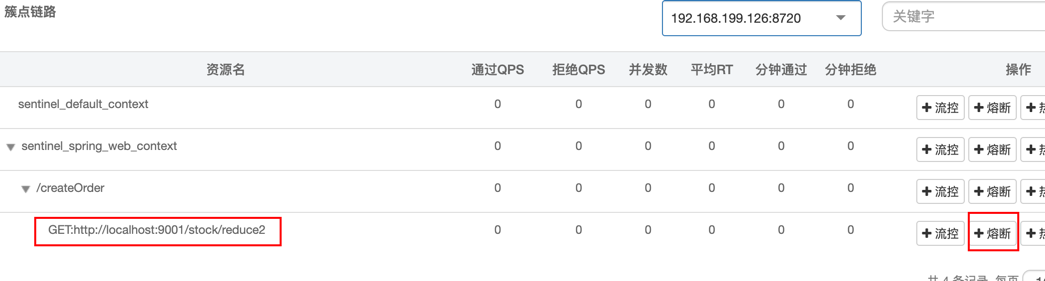 簇点链路
192.168.199.126:8720
关键字
资源名 通过QPS 拒绝QPS 并发数 平均RT 分钟通过 分钟拒绝 操作
sentinel_default_context 0 0 0 0 0 0 +流控 +熔断 +热
sentinel_spring_web_context 0 0 0 0 0 0 +流控 +熔断 +热
/createOrder 0 0 0 0 0 0 +流控 +熔断 +热
GET:http://localhost:9001/stock/reduce2 0 0 0 0 0 0 +流控 +熔断 +热
共 4 条记录, 每页